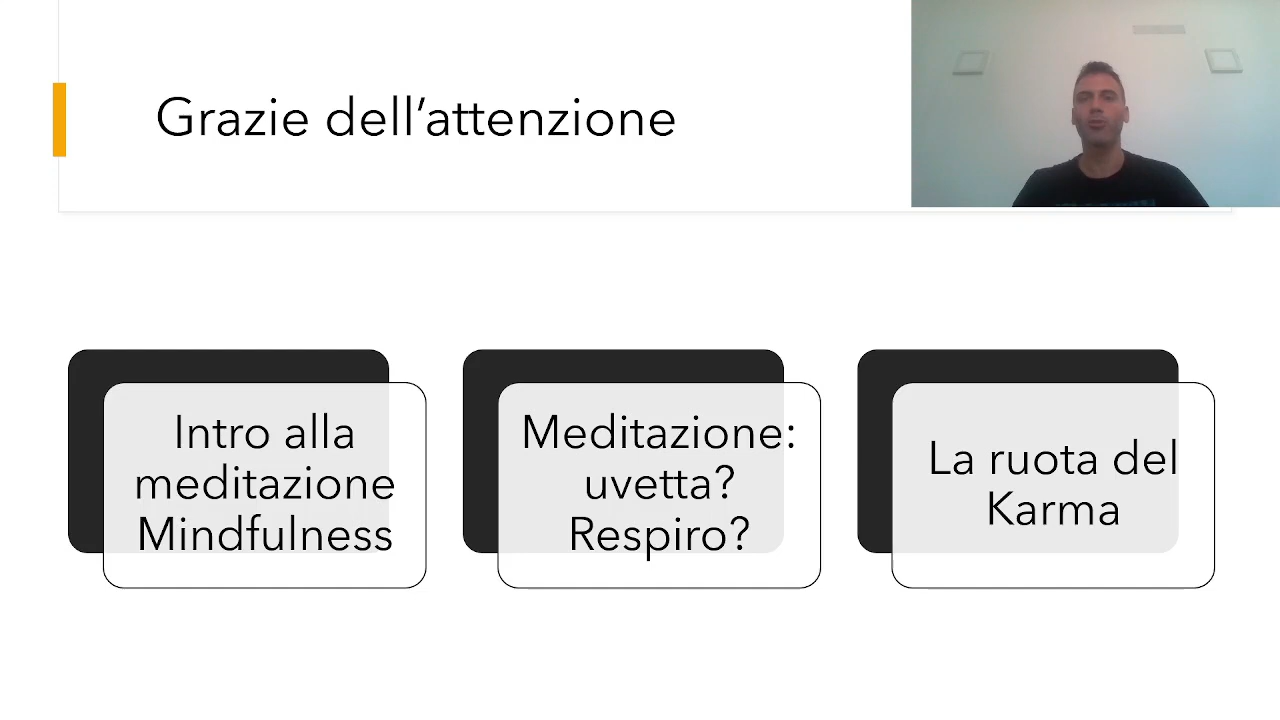 Grazie dell’attenzione
Intro alla
meditazione
Mindfulness
Meditazione:
uvetta?
Respiro?
La ruota del
Karma